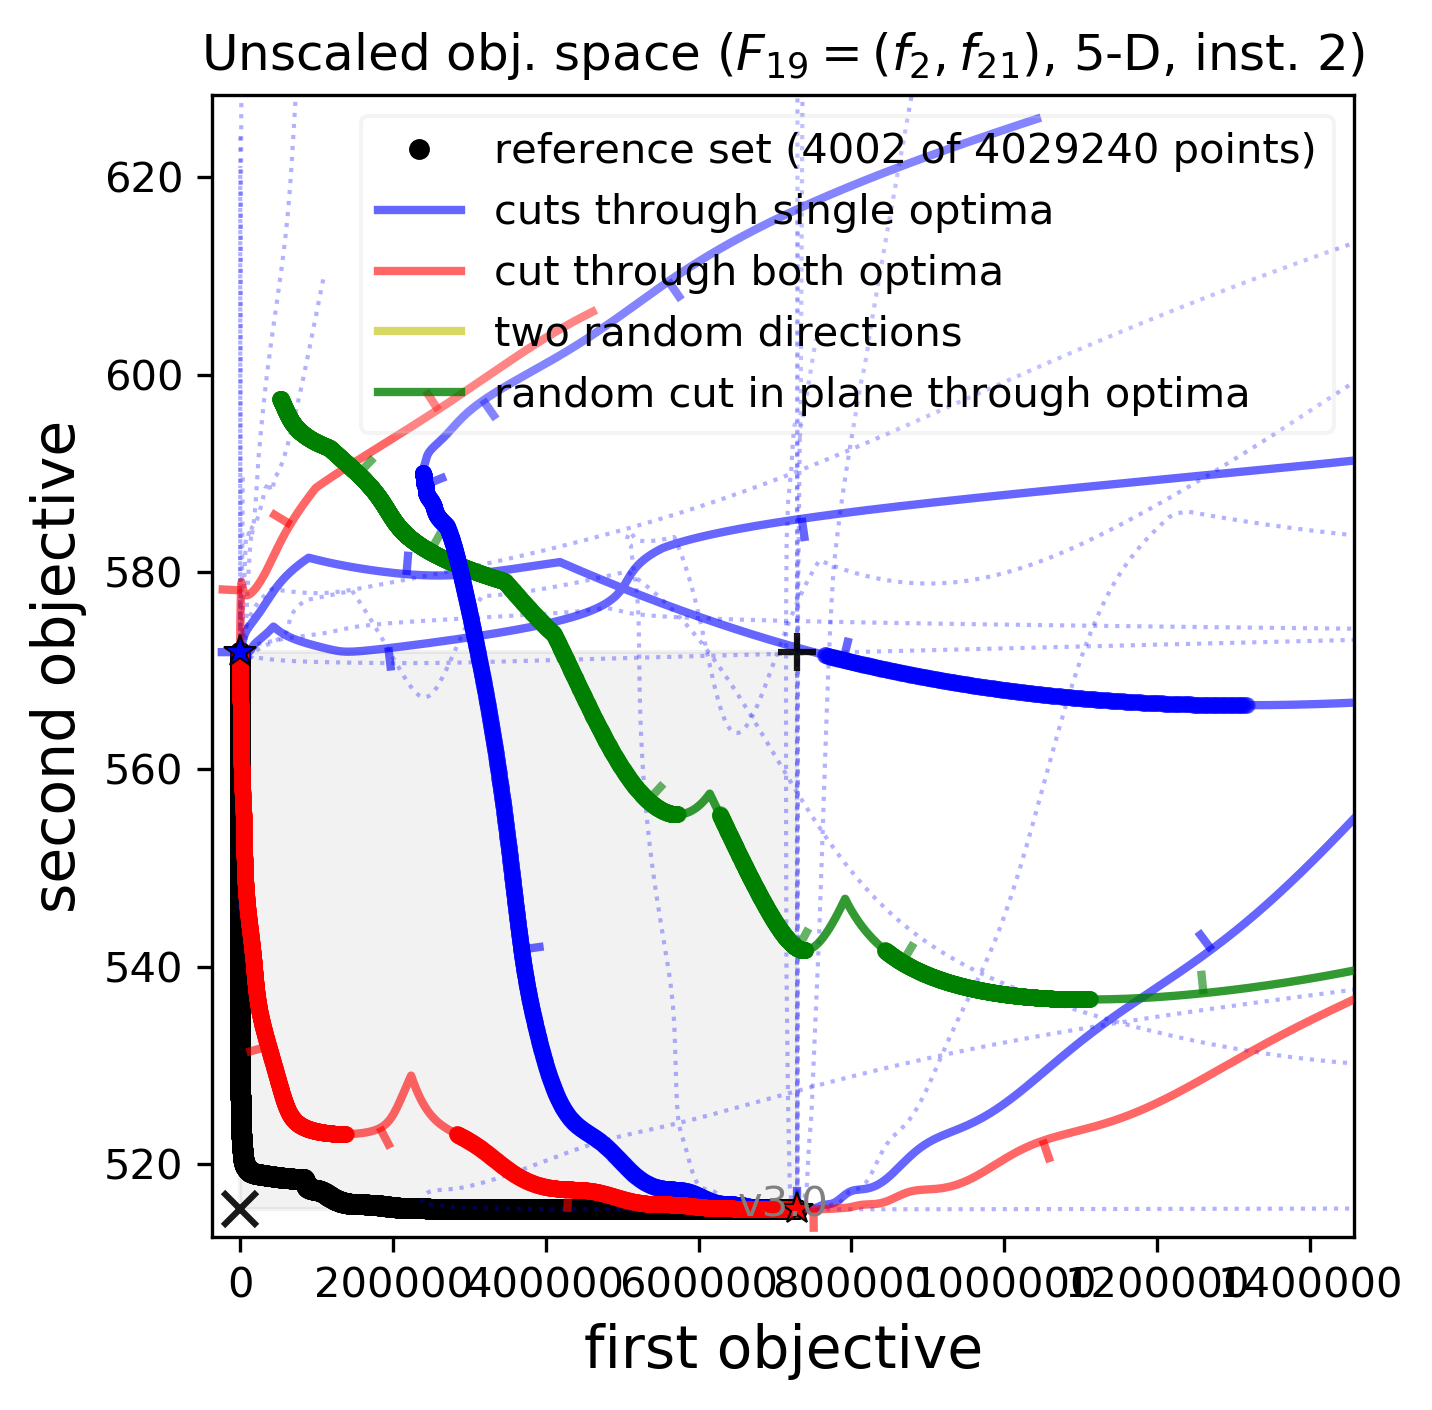 Unscaled obj. space (F₁₉ = (f₂, f₂₁), 5-D, inst. 2)
reference set (4002 of 4029240 points)
cuts through single optima
cut through both optima
two random directions
random cut in plane through optima
620
600
580
560
540
520
second objective
v3.0
0 200000 400000 600000 800000 1000000 1200000 1400000
first objective